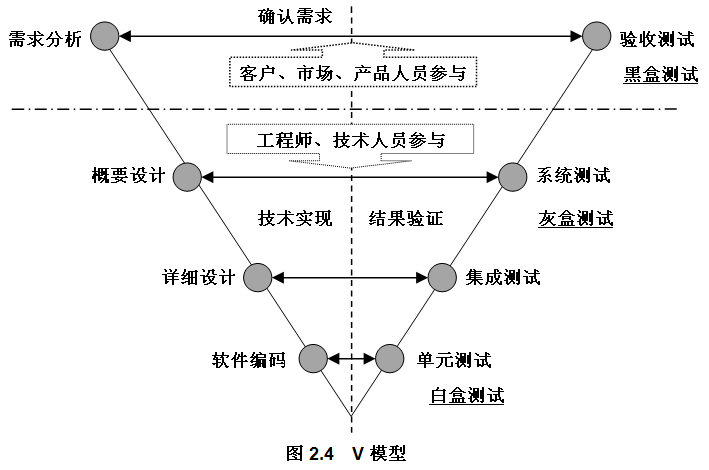 确认需求
需求分析
验收测试
客户、市场、产品人员参与
黑盒测试
工程师、技术人员参与
概要设计
系统测试
技术实现
结果验证
灰盒测试
详细设计
集成测试
软件编码
单元测试
白盒测试
图 2.4 V 模型